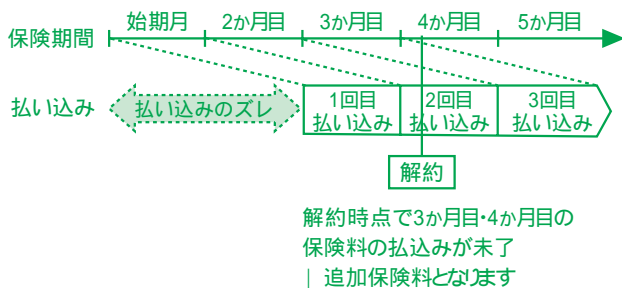 始期月 2か月目 3か月目 4か月目 5か月目
保険期間
払い込み 払い込みのズレ 1回目 2回目 3回目
払い込み 払い込み 払い込み
解約
解約時点で3か月目・4か月目の
保険料の払込みが未了
| 追加保険料となります